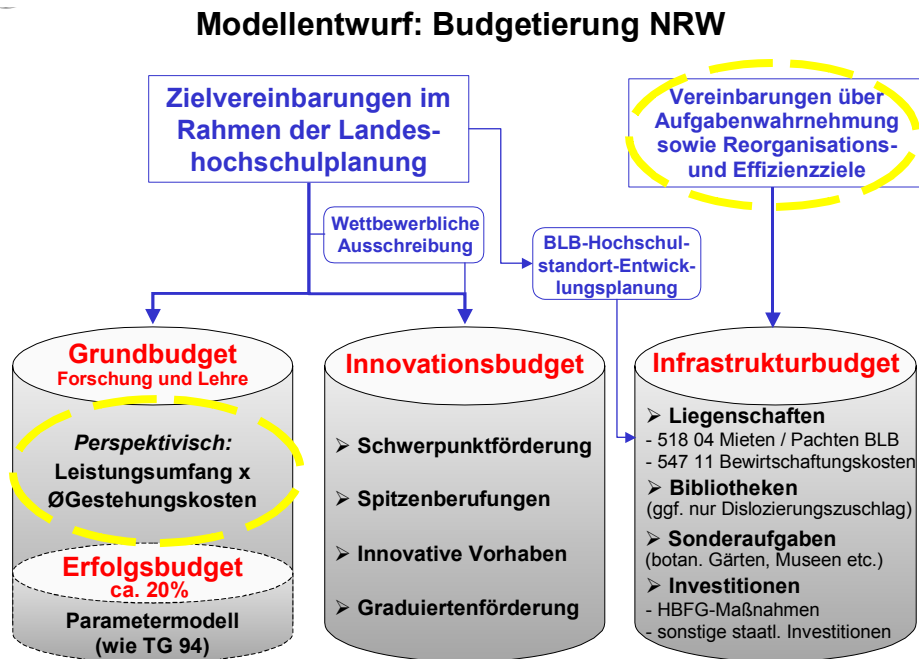 Modellentwurf: Budgetierung NRW
Zielvereinbarungen im
Rahmen der Landes-
hochschulplanung
Vereinbarungen über
Aufgabenwahrnehmung
sowie Reorganisations-
und Effizienzziele
Wettbewerbliche
Ausschreibung
BLB-Hochschul-
standort-Entwick-
lungsplanung
Grundbudget
Forschung und Lehre
Perspektivisch:
Leistungsumfang x
ØGestehungskosten
Erfolgsbudget
ca. 20%
Parametermodell
(wie TG 94)
Innovationsbudget
➢ Schwerpunktförderung
➢ Spitzenberufungen
➢ Innovative Vorhaben
➢ Graduiertenförderung
Infrastrukturbudget
➢ Liegenschaften
- 518 04 Mieten / Pachten BLB
- 547 11 Bewirtschaftungskosten
➢ Bibliotheken
(ggf. nur Dislozierungszuschlag)
➢ Sonderaufgaben
(botan. Gärten, Museen etc.)
➢ Investitionen
- HBFG-Maßnahmen
- sonstige staatl. Investitionen